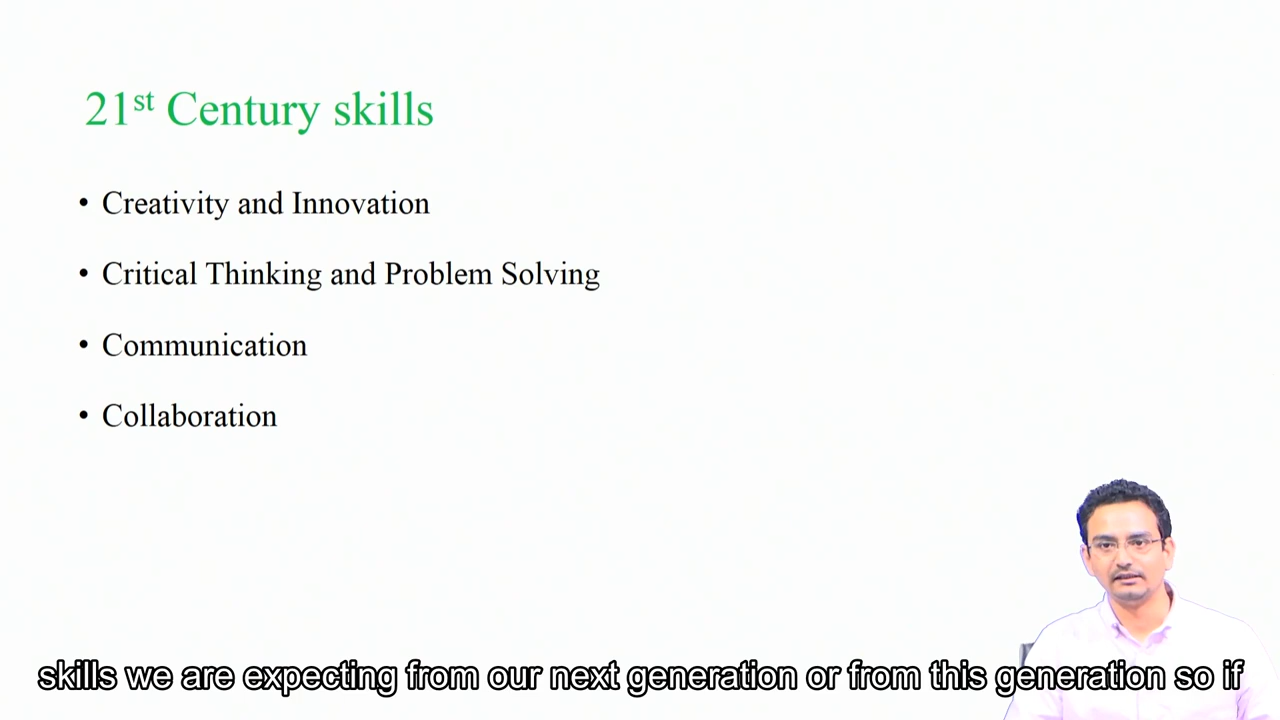 21st Century skills
• Creativity and Innovation
• Critical Thinking and Problem Solving
• Communication
• Collaboration
skills we are expecting from our next generation or from this generation so if